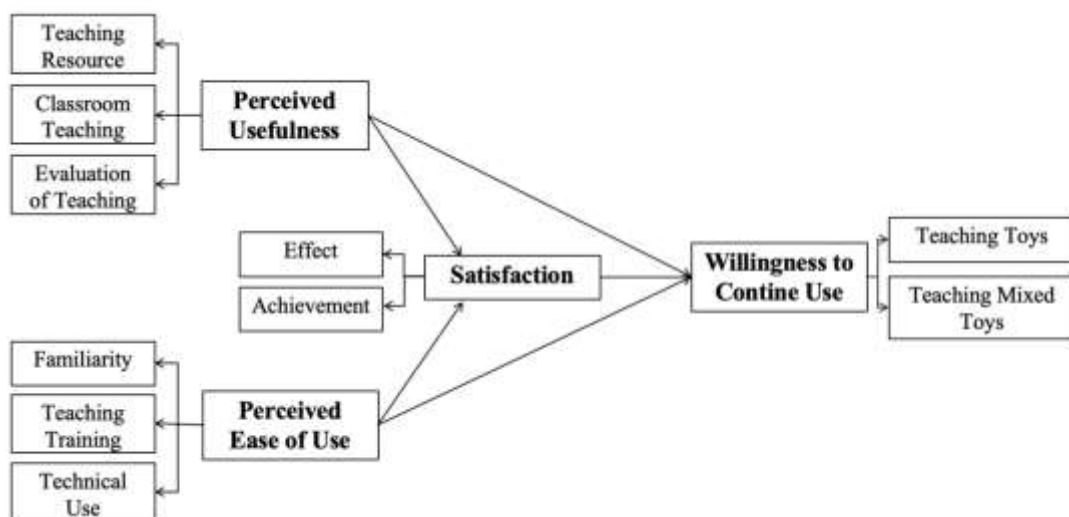 Teaching
Resource
Classroom
Teaching
Evaluation
of Teaching
Perceived
Usefulness
Effect
Achievement
Satisfaction
Willingness to
Contine Use
Teaching Toys
Teaching Mixed
Toys
Familiarity
Teaching
Training
Technical
Use
Perceived
Ease of Use